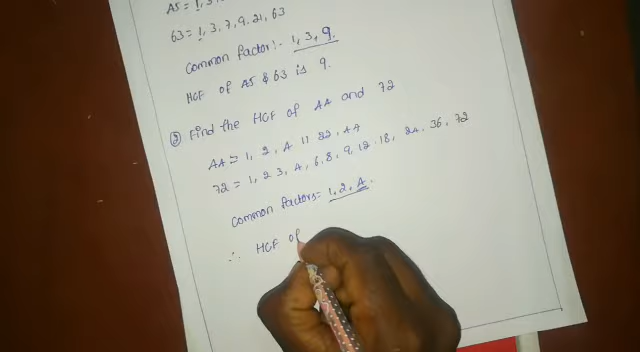 45 = 1, 3,
63 = 1, 3, 7, 9, 21, 63
Common factor:- 1, 3, 9.
HCF of 45 & 63 is 9.
③ Find the HCF of 44 and 72
44 = 1, 2, 4 11 22, 44
72 = 1, 2 3, 4, 6, 8, 9, 12, 18, 24, 36, 72
Common factors= 1, 2, 4.
∴ HCF of